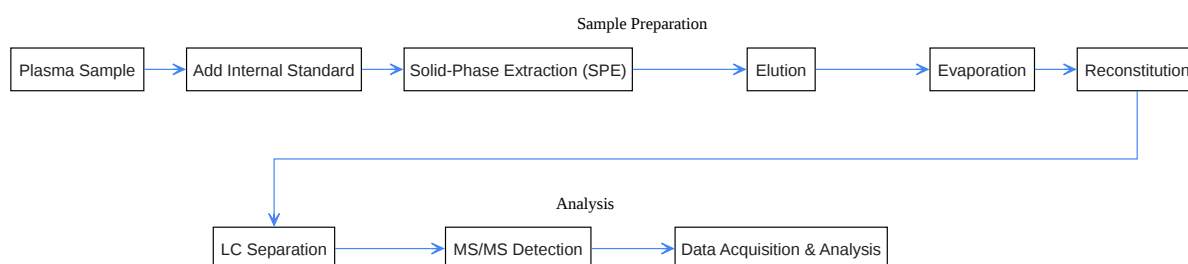 Sample Preparation
Plasma Sample
Add Internal Standard
Solid-Phase Extraction (SPE)
Elution
Evaporation
Reconstitution
Analysis
LC Separation
MS/MS Detection
Data Acquisition & Analysis